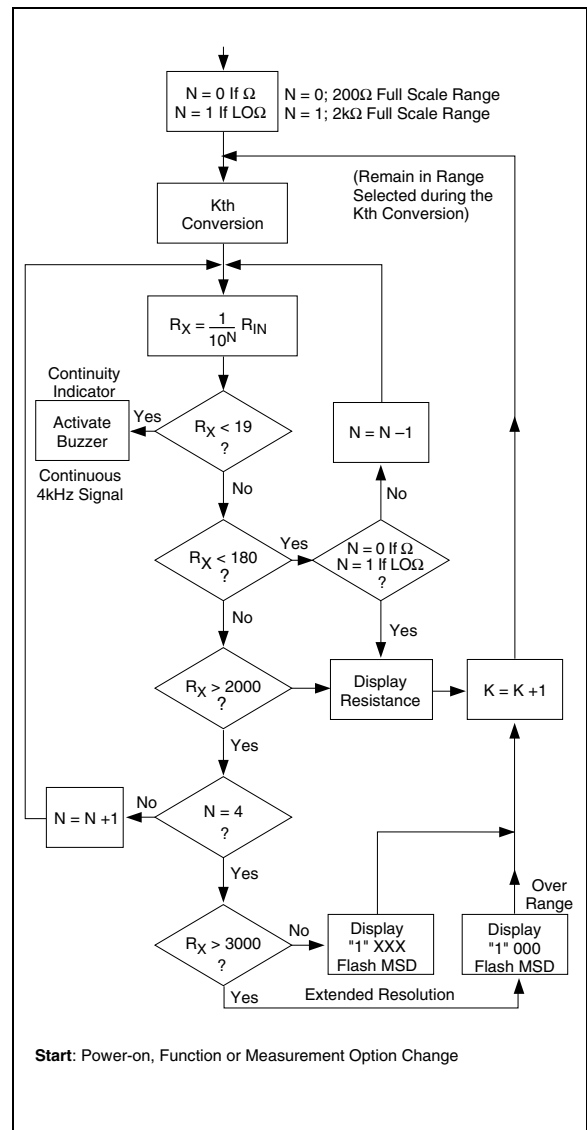 N = 0 If Ω
N = 1 If LOΩ
N = 0; 200Ω Full Scale Range
N = 1; 2kΩ Full Scale Range
(Remain in Range
Selected during the
Kth Conversion)
Kth
Conversion
RX = 1/10N RIN
Continuity
Indicator
Activate
Buzzer
Continuous
4kHz Signal
Yes
RX < 19
?
No
N = N –1
No
RX < 180
?
Yes
N = 0 If Ω
N = 1 If LOΩ
?
No
Yes
RX > 2000
?
Display
Resistance
K = K +1
Yes
N = N +1
No
N = 4
?
Yes
Over
Range
RX > 3000
?
No
Display
"1" XXX
Flash MSD
Display
"1" 000
Flash MSD
Yes
Extended Resolution
Start: Power-on, Function or Measurement Option Change